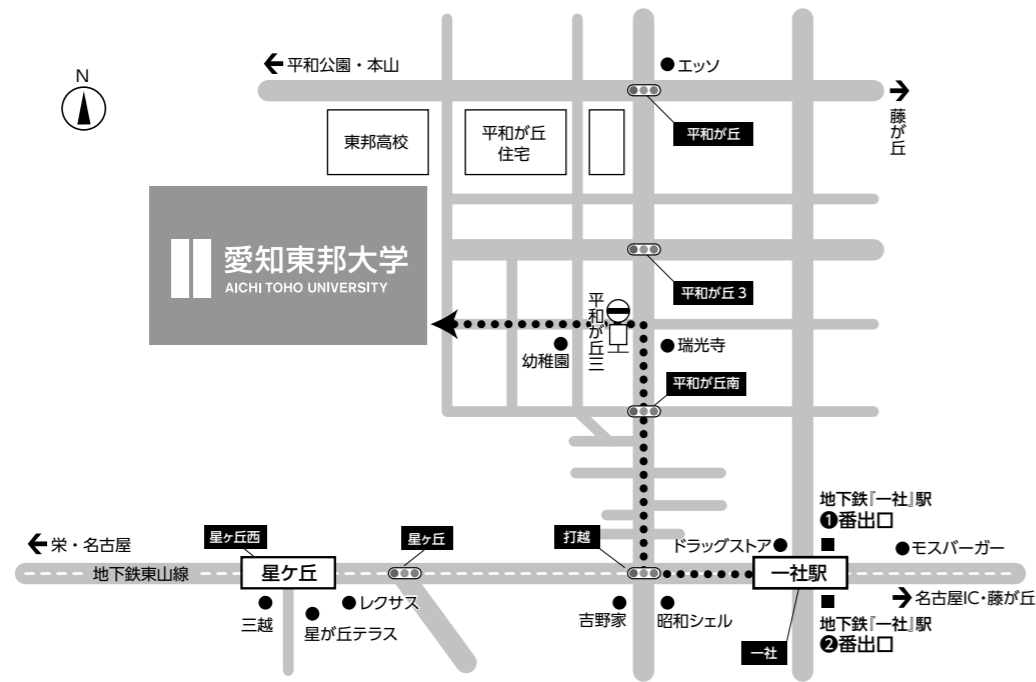 N
平和公園・本山
エッソ
平和が丘
藤が丘
東邦高校
平和が丘
住宅
愛知東邦大学
AICHI TOHO UNIVERSITY
平和が丘3
平和が丘三
幼稚園
瑞光寺
平和が丘南
地下鉄『一社』駅
❶番出口
栄・名古屋
星ヶ丘西
星ヶ丘
打越
ドラッグストア
モスバーガー
地下鉄東山線
星ケ丘
一社駅
名古屋IC・藤が丘
三越
星が丘テラス
レクサス
吉野家
昭和シェル
一社
地下鉄『一社』駅
❷番出口